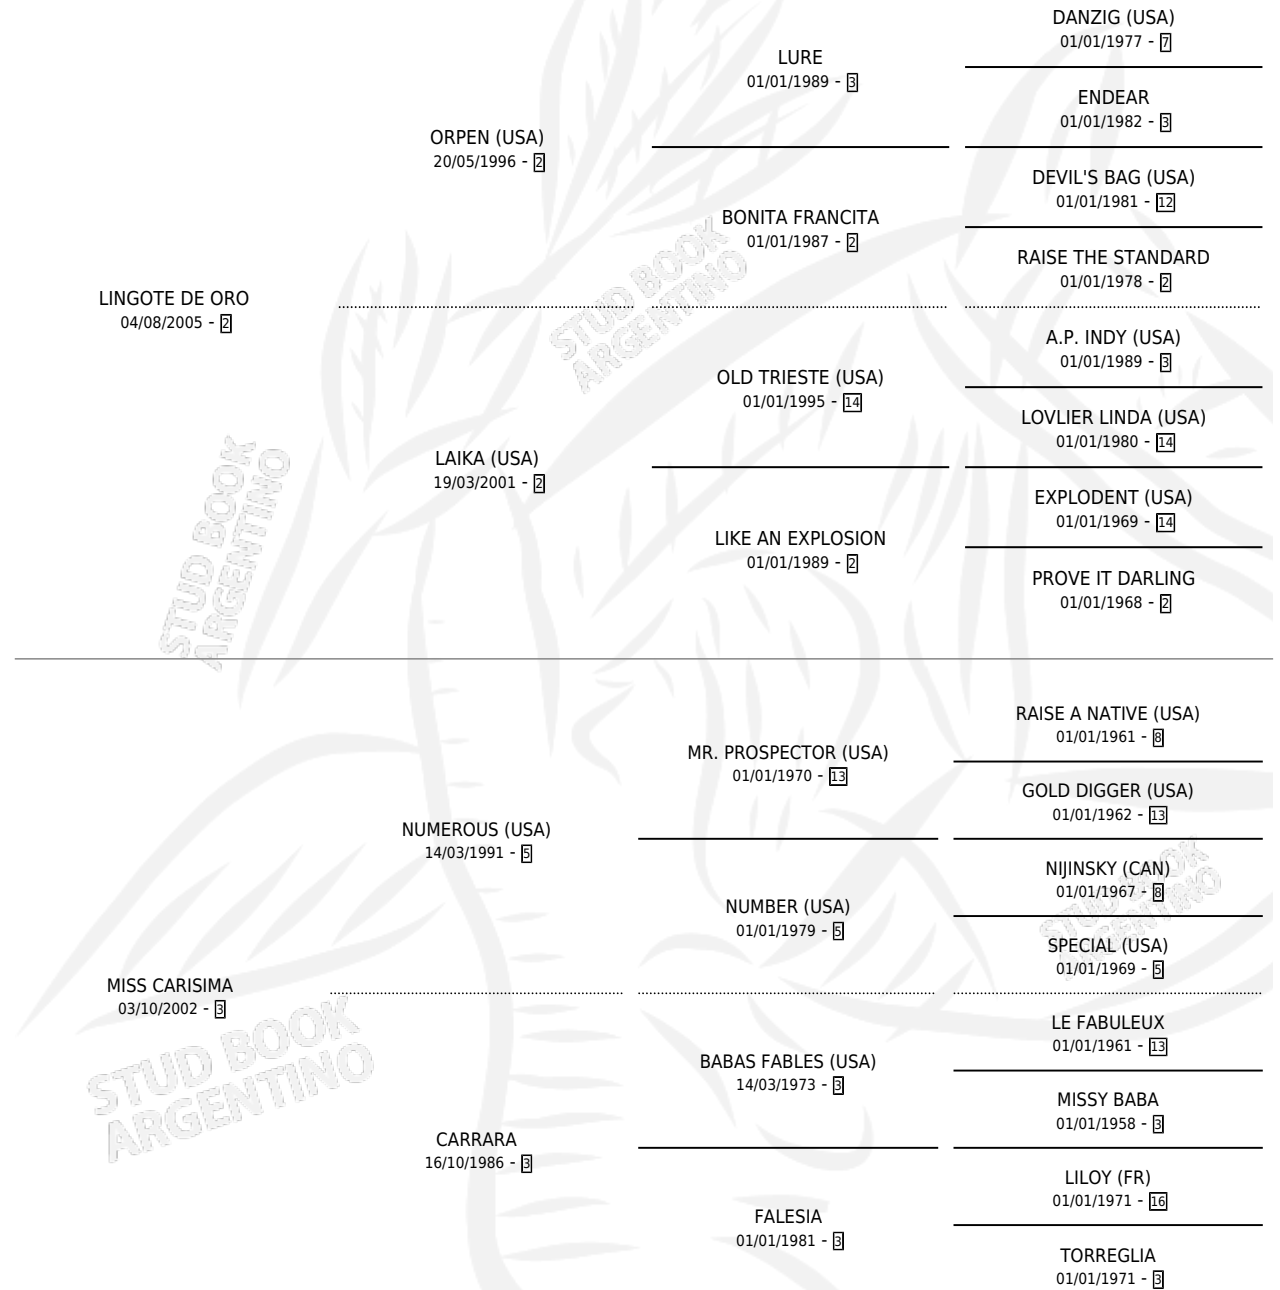 DANZIG (USA)
01/01/1977 - 7
LURE
01/01/1989 - 3
ENDEAR
01/01/1982 - 3
ORPEN (USA)
20/05/1996 - 2
DEVIL'S BAG (USA)
01/01/1981 - 12
BONITA FRANCITA
01/01/1987 - 2
RAISE THE STANDARD
01/01/1978 - 2
LINGOTE DE ORO
04/08/2005 - 2
STUD BOOK
ARGENTINO
A.P. INDY (USA)
01/01/1989 - 3
OLD TRIESTE (USA)
01/01/1995 - 14
LOVLIER LINDA (USA)
01/01/1980 - 14
LAIKA (USA)
19/03/2001 - 2
EXPLODENT (USA)
01/01/1969 - 14
LIKE AN EXPLOSION
01/01/1989 - 2
PROVE IT DARLING
01/01/1968 - 2
STUD BOOK
ARGENTINO
RAISE A NATIVE (USA)
01/01/1961 - 8
MR. PROSPECTOR (USA)
01/01/1970 - 13
GOLD DIGGER (USA)
01/01/1962 - 13
NUMEROUS (USA)
14/03/1991 - 5
NIJINSKY (CAN)
01/01/1967 - 8
NUMBER (USA)
01/01/1979 - 5
SPECIAL (USA)
01/01/1969 - 5
STUD BOOK
ARGENTINO
MISS CARISIMA
03/10/2002 - 3
STUD BOOK
ARGENTINO
LE FABULEUX
01/01/1961 - 13
BABAS FABLES (USA)
14/03/1973 - 3
MISSY BABA
01/01/1958 - 3
CARRARA
16/10/1986 - 3
LILOY (FR)
01/01/1971 - 16
FALESIA
01/01/1981 - 3
TORREGLIA
01/01/1971 - 3